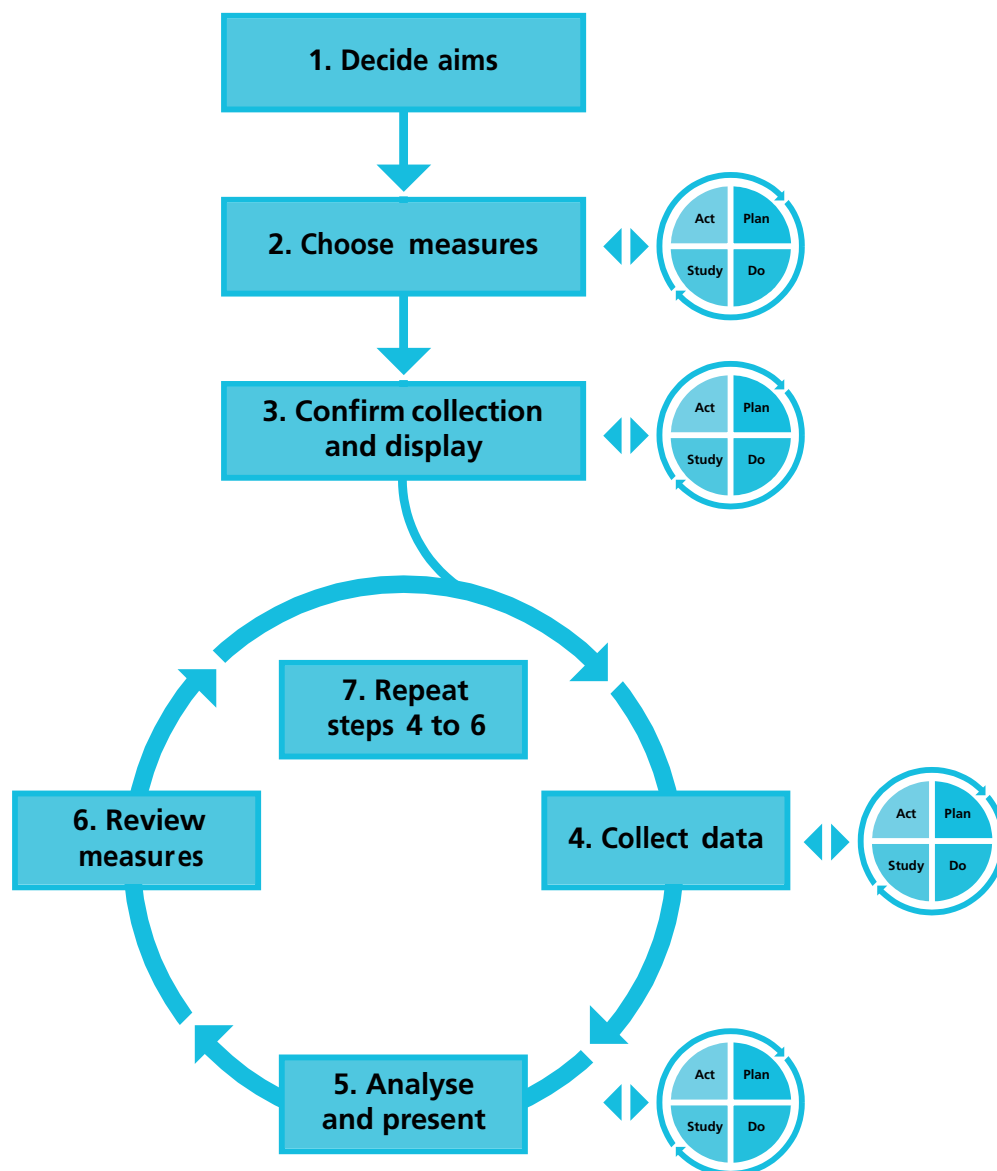 1. Decide aims
2. Choose measures
Act
Plan
Study
Do
3. Confirm collection
and display
Act
Plan
Study
Do
7. Repeat
steps 4 to 6
6. Review
measures
4. Collect data
Act
Plan
Study
Do
5. Analyse
and present
Act
Plan
Study
Do